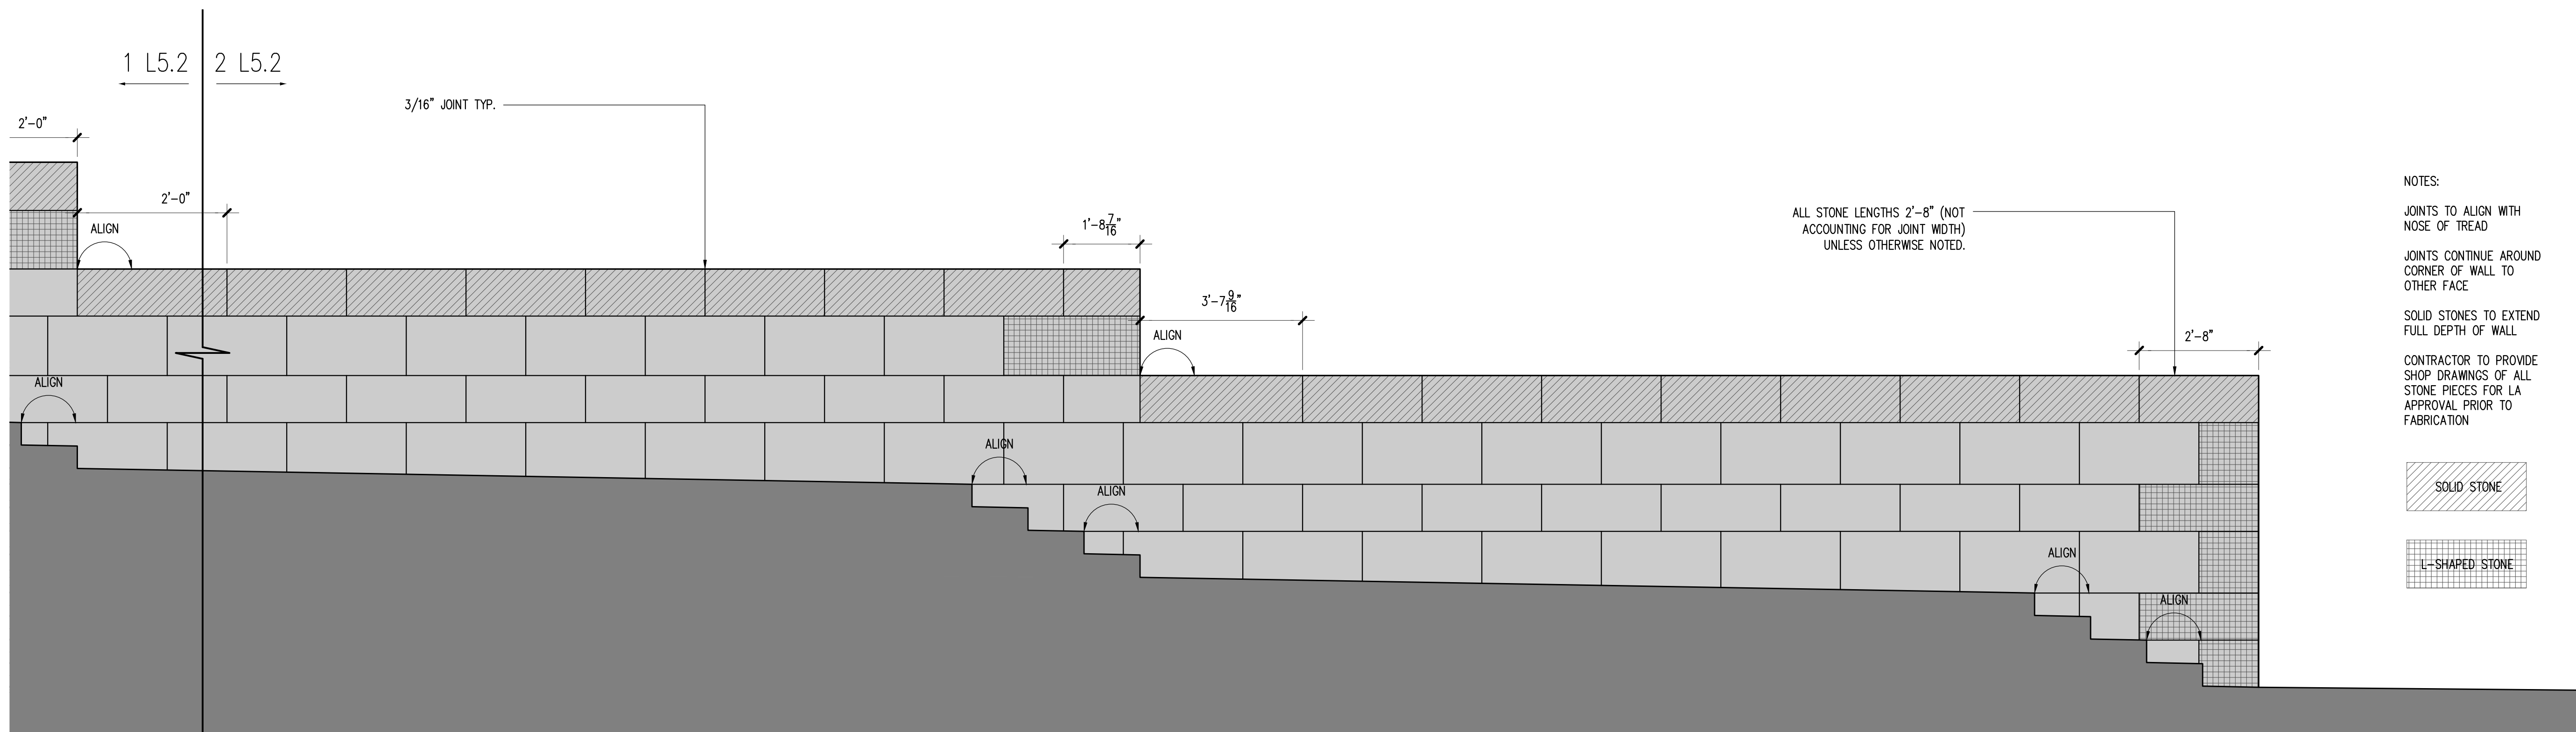 1 L5.2
2 L5.2
2'-0"
3/16" JOINT TYP.
2'-0"
ALIGN
1'-8 7/16"
ALL STONE LENGTHS 2'-8" (NOT
ACCOUNTING FOR JOINT WIDTH)
UNLESS OTHERWISE NOTED.
3'-7 9/16"
ALIGN
2'-8"
ALIGN
ALIGN
ALIGN
ALIGN
ALIGN
NOTES:
JOINTS TO ALIGN WITH
NOSE OF TREAD
JOINTS CONTINUE AROUND
CORNER OF WALL TO
OTHER FACE
SOLID STONES TO EXTEND
FULL DEPTH OF WALL
CONTRACTOR TO PROVIDE
SHOP DRAWINGS OF ALL
STONE PIECES FOR LA
APPROVAL PRIOR TO
FABRICATION
SOLID STONE
L-SHAPED STONE